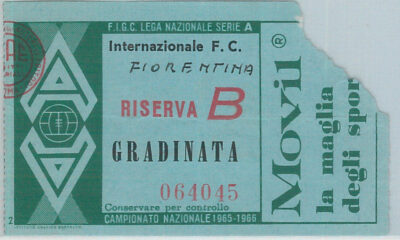 F.I.G.C. LEGA NAZIONALE SERIE A
Internazionale F. C.
FIORENTINA
RISERVA B
GRADINATA
064045
Conservare per controllo
CAMPIONATO NAZIONALE 1965-1966
2
Movil®
la maglia
degli spor